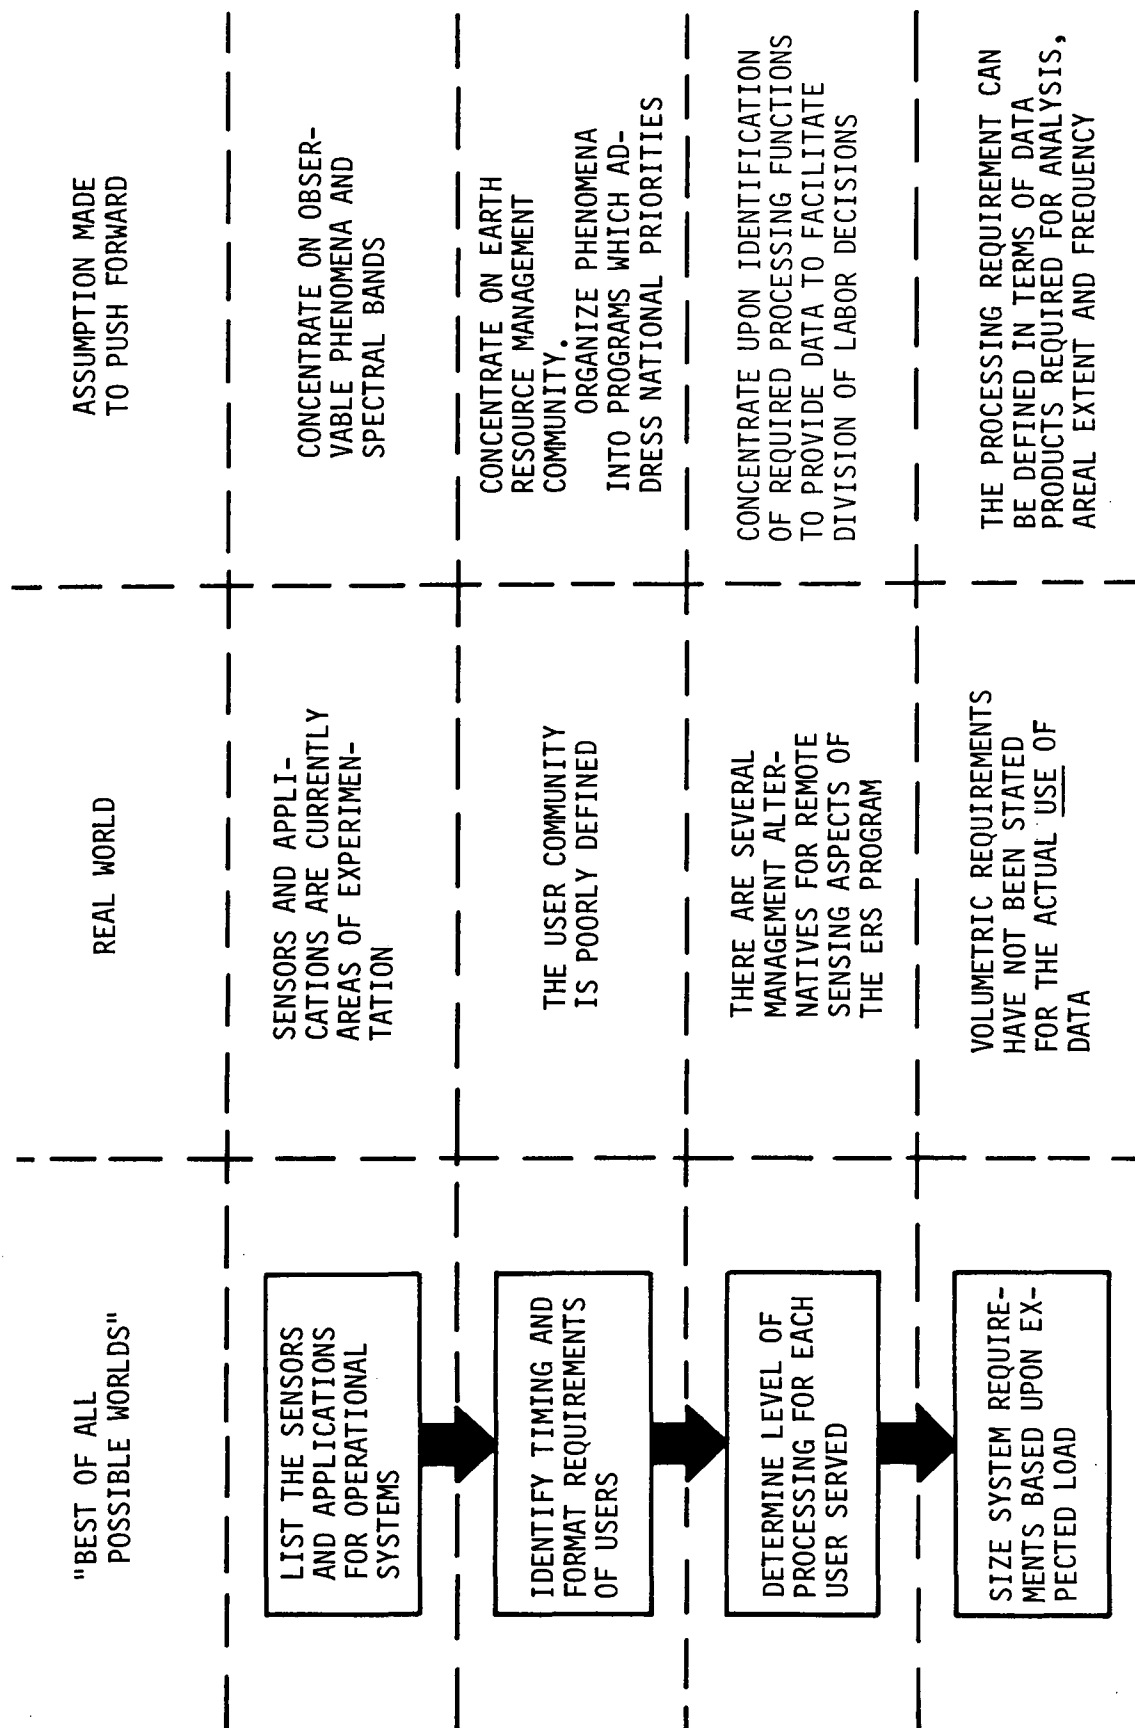 "BEST OF ALL
POSSIBLE WORLDS"
REAL WORLD
ASSUMPTION MADE
TO PUSH FORWARD
LIST THE SENSORS
AND APPLICATIONS
FOR OPERATIONAL
SYSTEMS
SENSORS AND APPLI-
CATIONS ARE CURRENTLY
AREAS OF EXPERIMEN-
TATION
CONCENTRATE ON OBSER-
VABLE PHENOMENA AND
SPECTRAL BANDS
IDENTIFY TIMING AND
FORMAT REQUIREMENTS
OF USERS
THE USER COMMUNITY
IS POORLY DEFINED
CONCENTRATE ON EARTH
RESOURCE MANAGEMENT
COMMUNITY.
ORGANIZE PHENOMENA
INTO PROGRAMS WHICH AD-
DRESS NATIONAL PRIORITIES
DETERMINE LEVEL OF
PROCESSING FOR EACH
USER SERVED
THERE ARE SEVERAL
MANAGEMENT ALTER-
NATIVES FOR REMOTE
SENSING ASPECTS OF
THE ERS PROGRAM
CONCENTRATE UPON IDENTIFICATION
OF REQUIRED PROCESSING FUNCTIONS
TO PROVIDE DATA TO FACILITATE
DIVISION OF LABOR DECISIONS
SIZE SYSTEM REQUIRE-
MENTS BASED UPON EX-
PECTED LOAD
VOLUMETRIC REQUIREMENTS
HAVE NOT BEEN STATED
FOR THE ACTUAL USE OF
DATA
THE PROCESSING REQUIREMENT CAN
BE DEFINED IN TERMS OF DATA
PRODUCTS REQUIRED FOR ANALYSIS,
AREAL EXTENT AND FREQUENCY